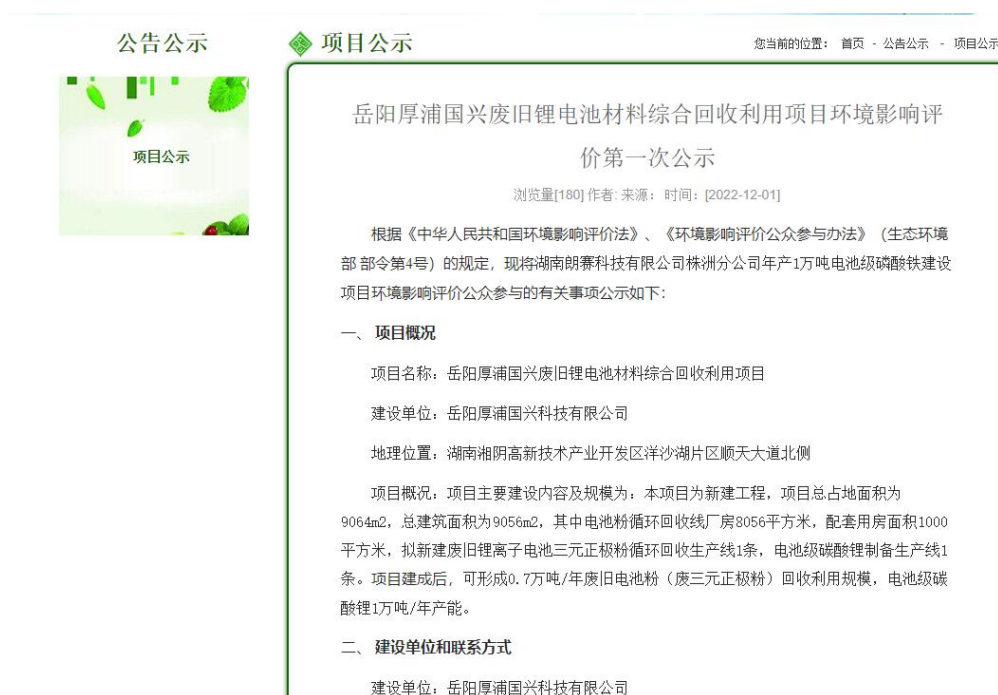 公告公示
项目公示
项目公示
您当前的位置： 首页 - 公告公示 - 项目公示
岳阳厚浦国兴废旧锂电池材料综合回收利用项目环境影响评
价第一次公示
浏览量[180] 作者: 来源： 时间：[2022-12-01]
根据《中华人民共和国环境影响评价法》、《环境影响评价公众参与办法》（生态环境
部 部令第4号）的规定，现将湖南朗赛科技有限公司株洲分公司年产1万吨电池级磷酸铁建设
项目环境影响评价公众参与的有关事项公示如下：
一、 项目概况
项目名称：岳阳厚浦国兴废旧锂电池材料综合回收利用项目
建设单位：岳阳厚浦国兴科技有限公司
地理位置：湖南湘阴高新技术产业开发区洋沙湖片区顺天大道北侧
项目概况：项目主要建设内容及规模为：本项目为新建工程，项目总占地面积为
9064m2，总建筑面积为9056m2，其中电池粉循环回收线厂房8056平方米，配套用房面积1000
平方米，拟新建废旧锂离子电池三元正极粉循环回收生产线1条，电池级碳酸锂制备生产线1
条。项目建成后，可形成0.7万吨/年废旧电池粉（废三元正极粉）回收利用规模，电池级碳
酸锂1万吨/年产能。
二、 建设单位和联系方式
建设单位：岳阳厚浦国兴科技有限公司